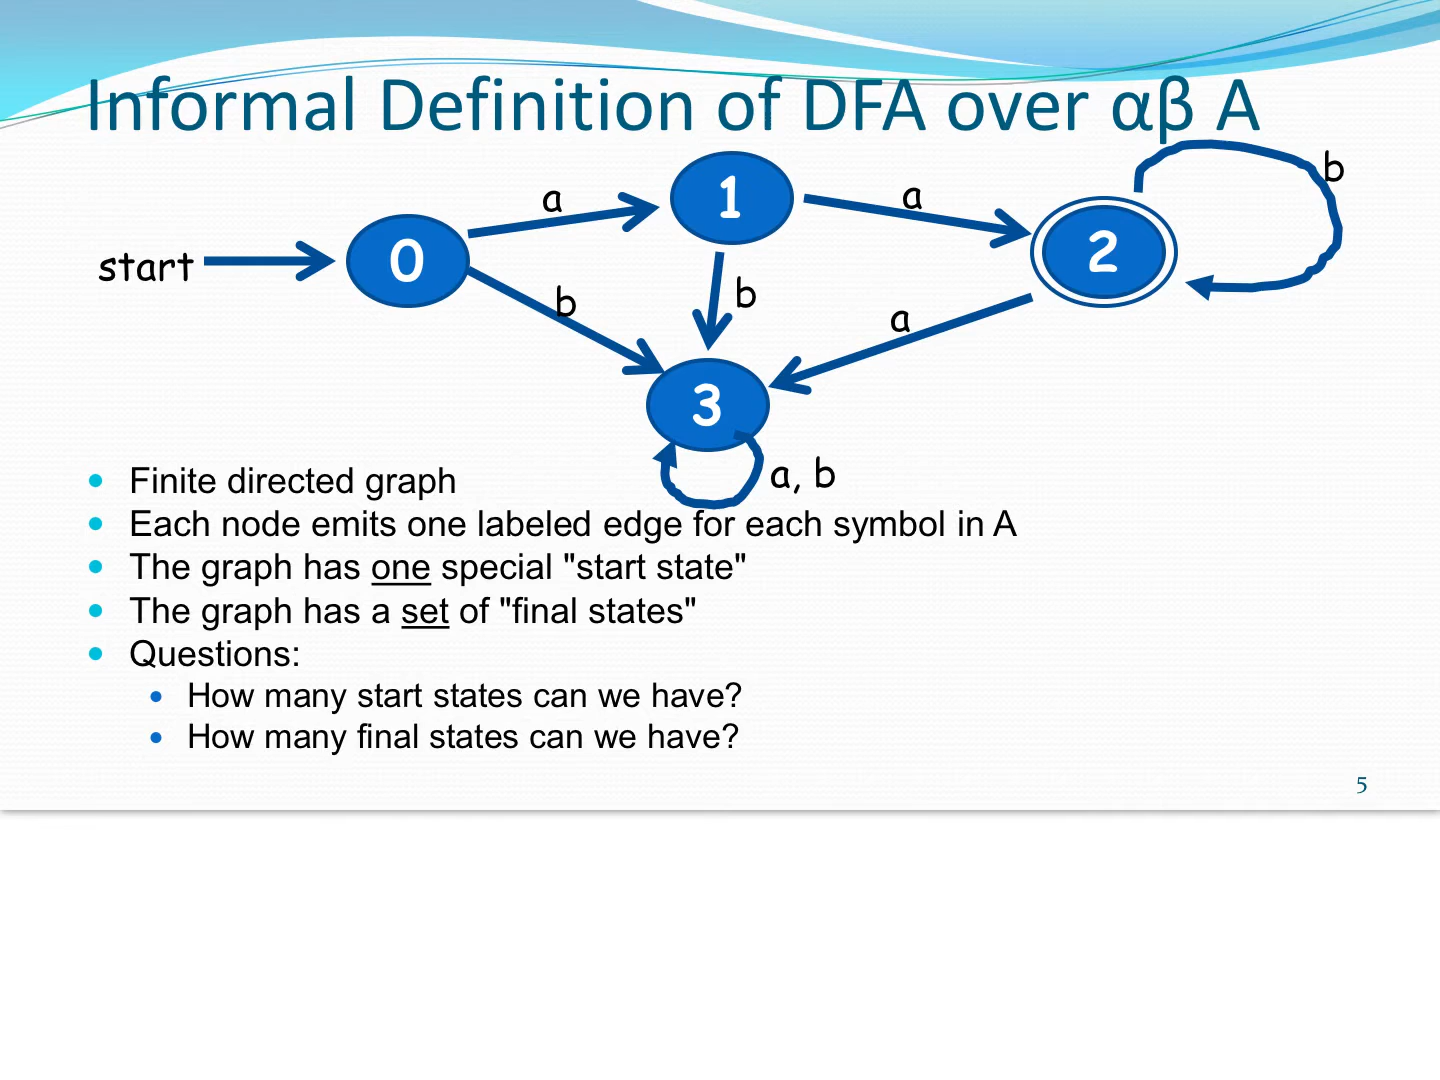 Informal Definition of DFA over αβ A
b
a
1
a
start
0
2
b
b
a
3
a, b
Finite directed graph
Each node emits one labeled edge for each symbol in A
The graph has one special "start state"
The graph has a set of "final states"
Questions:
How many start states can we have?
How many final states can we have?
5